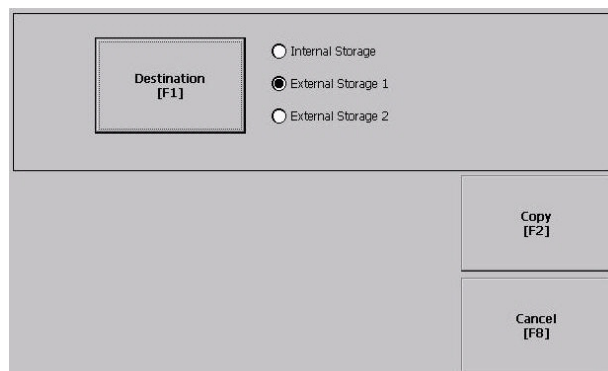 Destination
[F1]
Internal Storage
External Storage 1
External Storage 2
Copy
[F2]
Cancel
[F8]